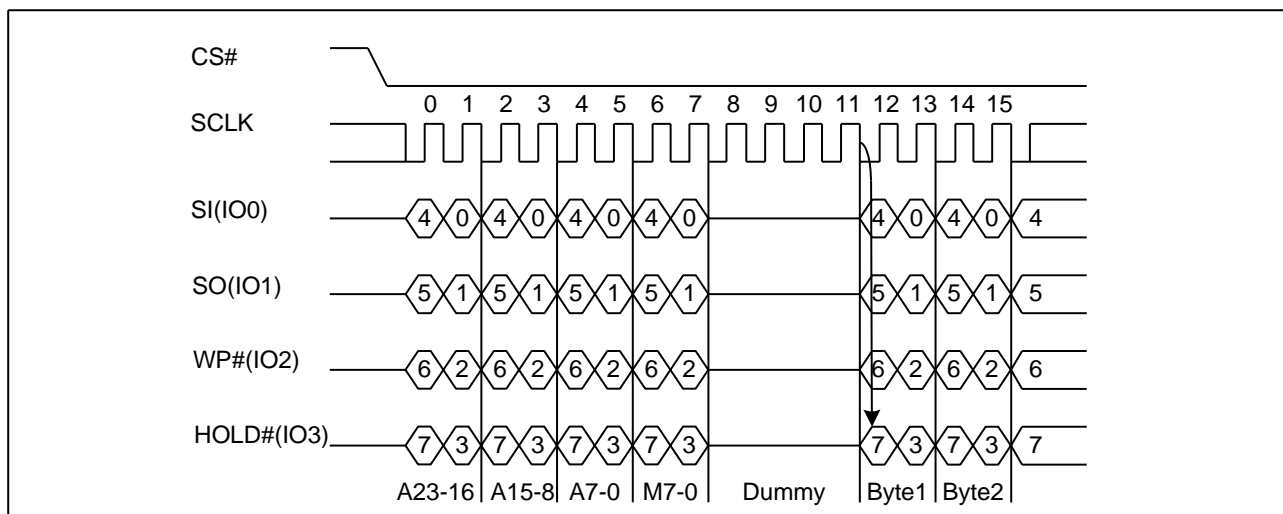 CS#
0 1 2 3 4 5 6 7 8 9 10 11 12 13 14 15
SCLK
SI(IO0) 4 0 4 0 4 0 4 0 4 0 4 0 4
SO(IO1) 5 1 5 1 5 1 5 1 5 1 5 1 5
WP#(IO2) 6 2 6 2 6 2 6 2 6 2 6 2 6
HOLD#(IO3) 7 3 7 3 7 3 7 3 7 3 7 3 7
A23-16 A15-8 A7-0 M7-0 Dummy Byte1 Byte2